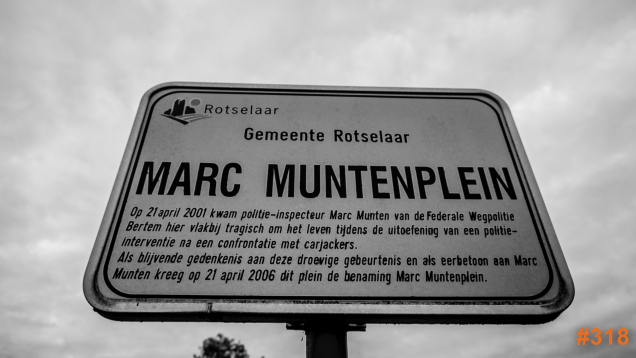 Rotselaar
Gemeente Rotselaar
MARC MUNTENPLEIN
Op 21 april 2001 kwam politie-inspecteur Marc Munten van de Federale Wegpolitie
Bertem hier vlakbij tragisch om het leven tijdens de uitoefening van een politie-
interventie na een confrontatie met carjackers.
Als blijvende gedenkenis aan deze droevige gebeurtenis en als eerbetoon aan Marc
Munten kreeg op 21 april 2006 dit plein de benaming Marc Muntenplein.
#318